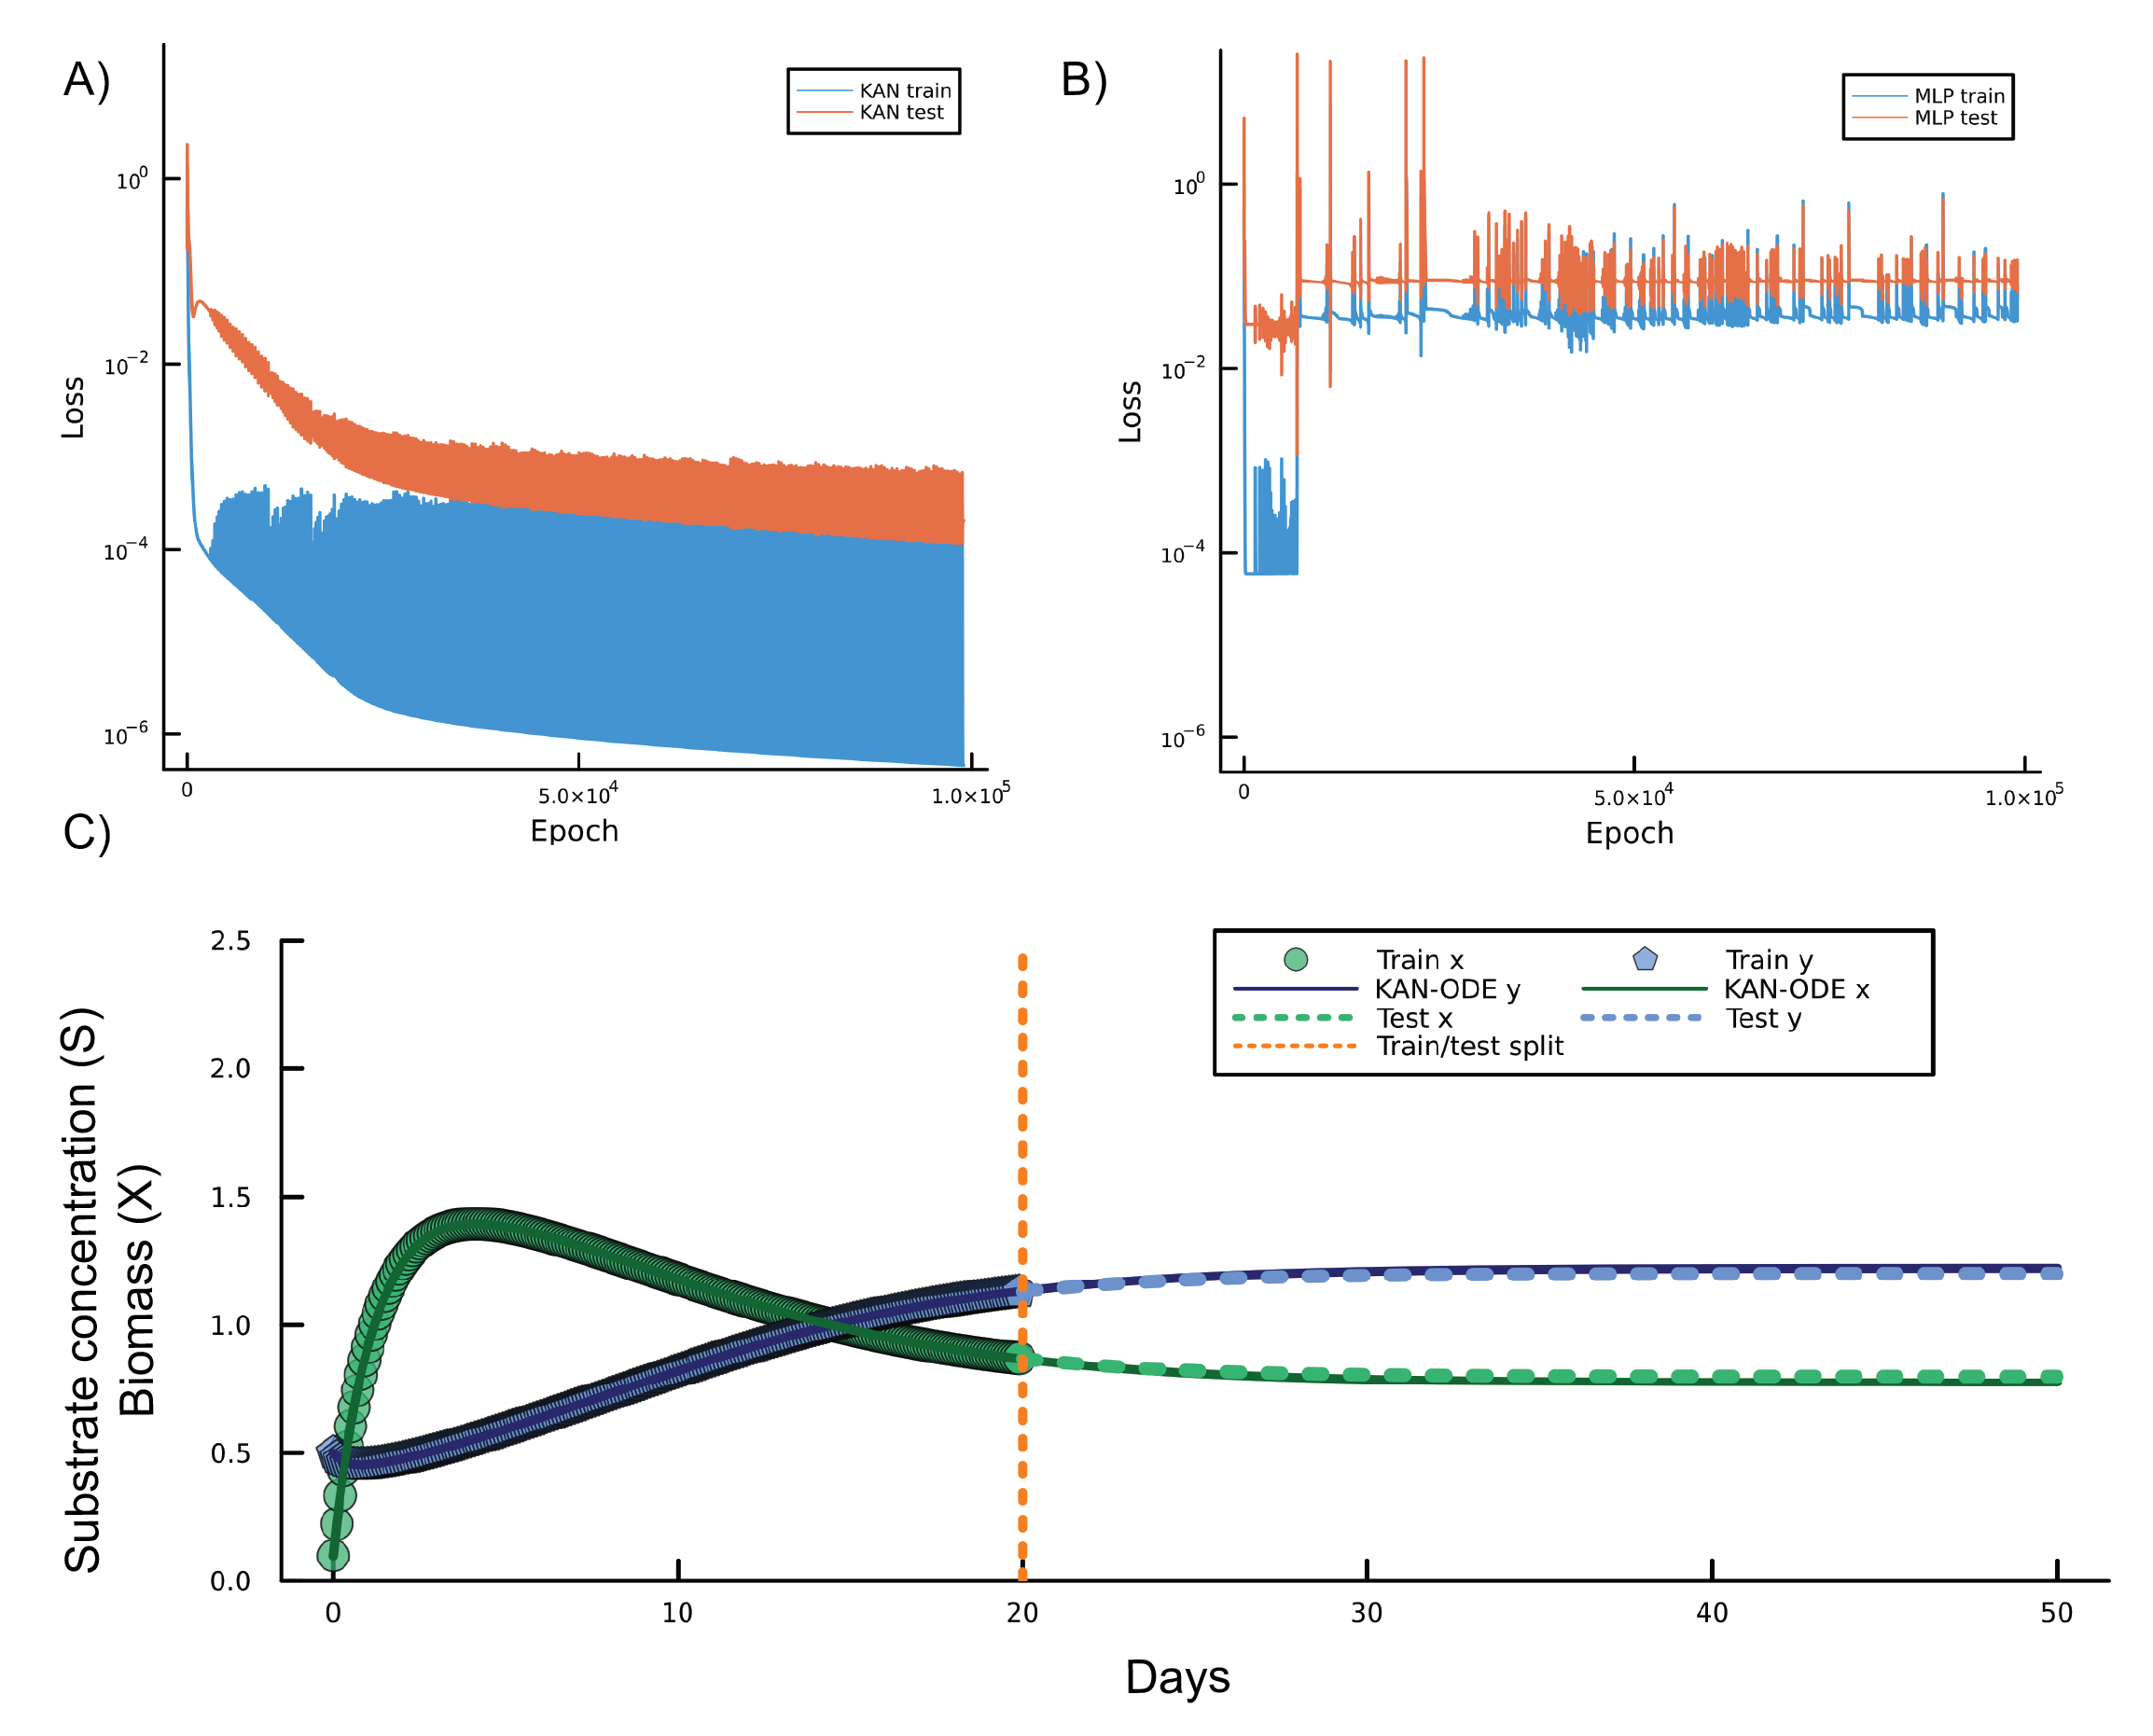 A)
KAN train
KAN test
10^0
10^-2
10^-4
10^-6
Loss
0
5.0×10^4
1.0×10^5
Epoch
B)
MLP train
MLP test
10^0
10^-2
10^-4
10^-6
Loss
0
5.0×10^4
1.0×10^5
Epoch
C)
Substrate concentration (S)
Biomass (X)
2.5
2.0
1.5
1.0
0.5
0.0
Train x
Train y
KAN-ODE y
KAN-ODE x
Test x
Test y
Train/test split
0
10
20
30
40
50
Days